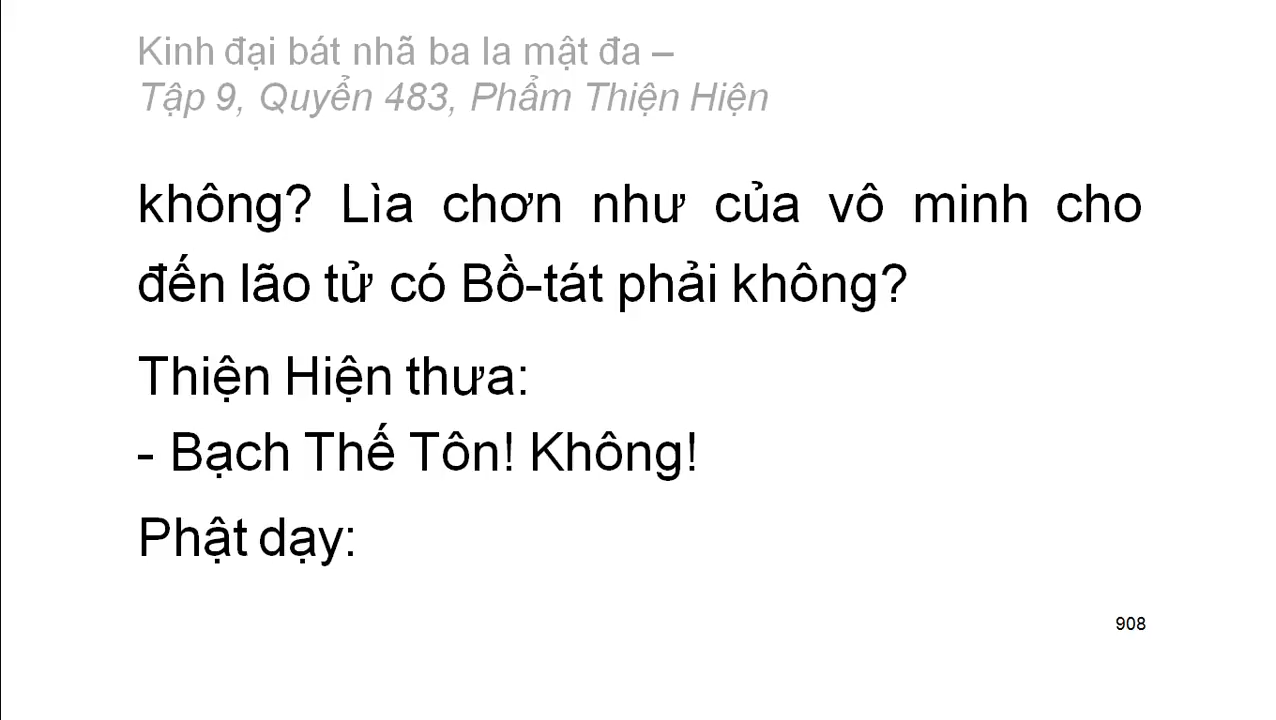 Kinh đại bát nhã ba la mật đa –
Tập 9, Quyển 483, Phẩm Thiện Hiện
không? Lìa chơn như của vô minh cho
đến lão tử có Bồ-tát phải không?
Thiện Hiện thưa:
- Bạch Thế Tôn! Không!
Phật dạy:
908